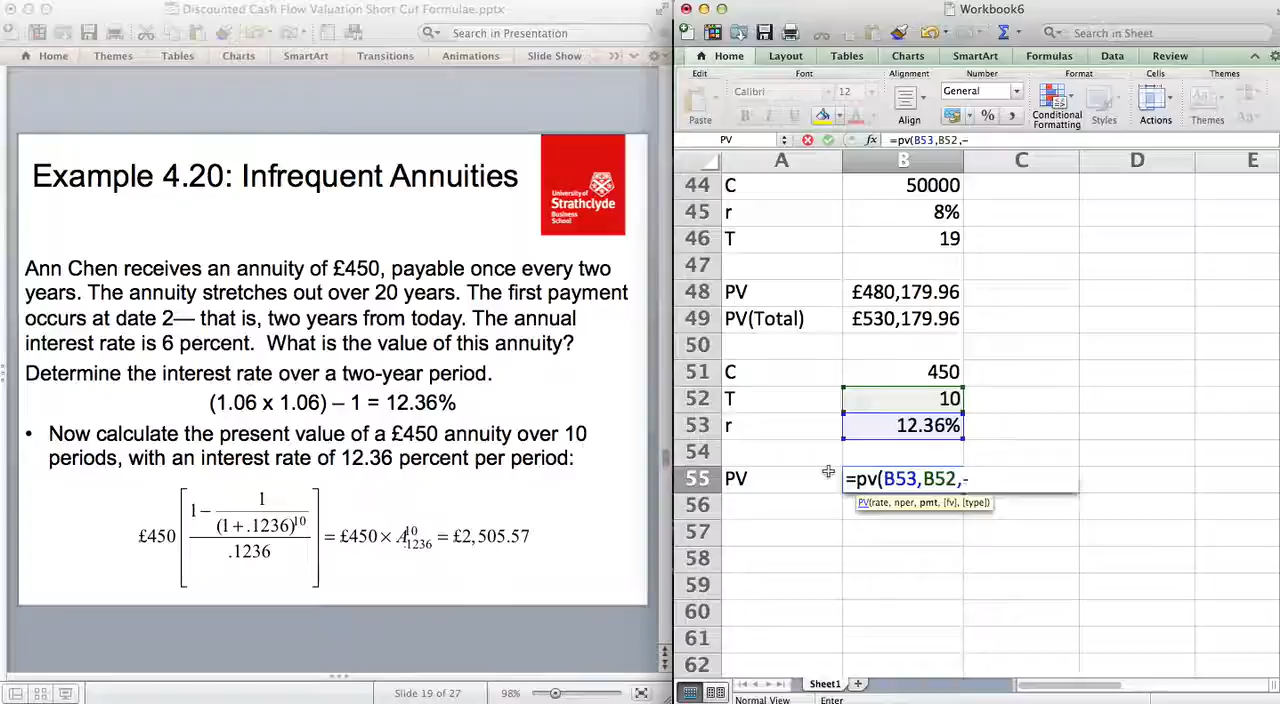 Discounted Cash Flow Valuation Short Cut Formulae.pptx
Search in Presentation
Home Themes Tables Charts SmartArt Transitions Animations Slide Show
Example 4.20: Infrequent Annuities
University of
Strathclyde
Business
School
Ann Chen receives an annuity of £450, payable once every two
years. The annuity stretches out over 20 years. The first payment
occurs at date 2— that is, two years from today. The annual
interest rate is 6 percent. What is the value of this annuity?
Determine the interest rate over a two-year period.
(1.06 x 1.06) – 1 = 12.36%
• Now calculate the present value of a £450 annuity over 10
periods, with an interest rate of 12.36 percent per period:
£450 [ 1 − 1 / (1+.1236)^10 / .1236 ] = £450 × A^10_.1236 = £2,505.57
Slide 19 of 27 98%
Workbook6
Search in Sheet
Home Layout Tables Charts SmartArt Formulas Data Review
Edit Font Alignment Number Format Cells Themes
Calibri 12 General
B I U A %
Paste Align Conditional
Formatting Styles Actions Themes Aa
PV fx =pv(B53,B52,–
A B C D E
44 C 50000
45 r 8%
46 T 19
47
48 PV £480,179.96
49 PV(Total) £530,179.96
50
51 C 450
52 T 10
53 r 12.36%
54
55 PV =pv(B53,B52,-
56 PV(rate, nper, pmt, [fv], [type])
57
58
59
60
61
62
Sheet1
Normal View Enter